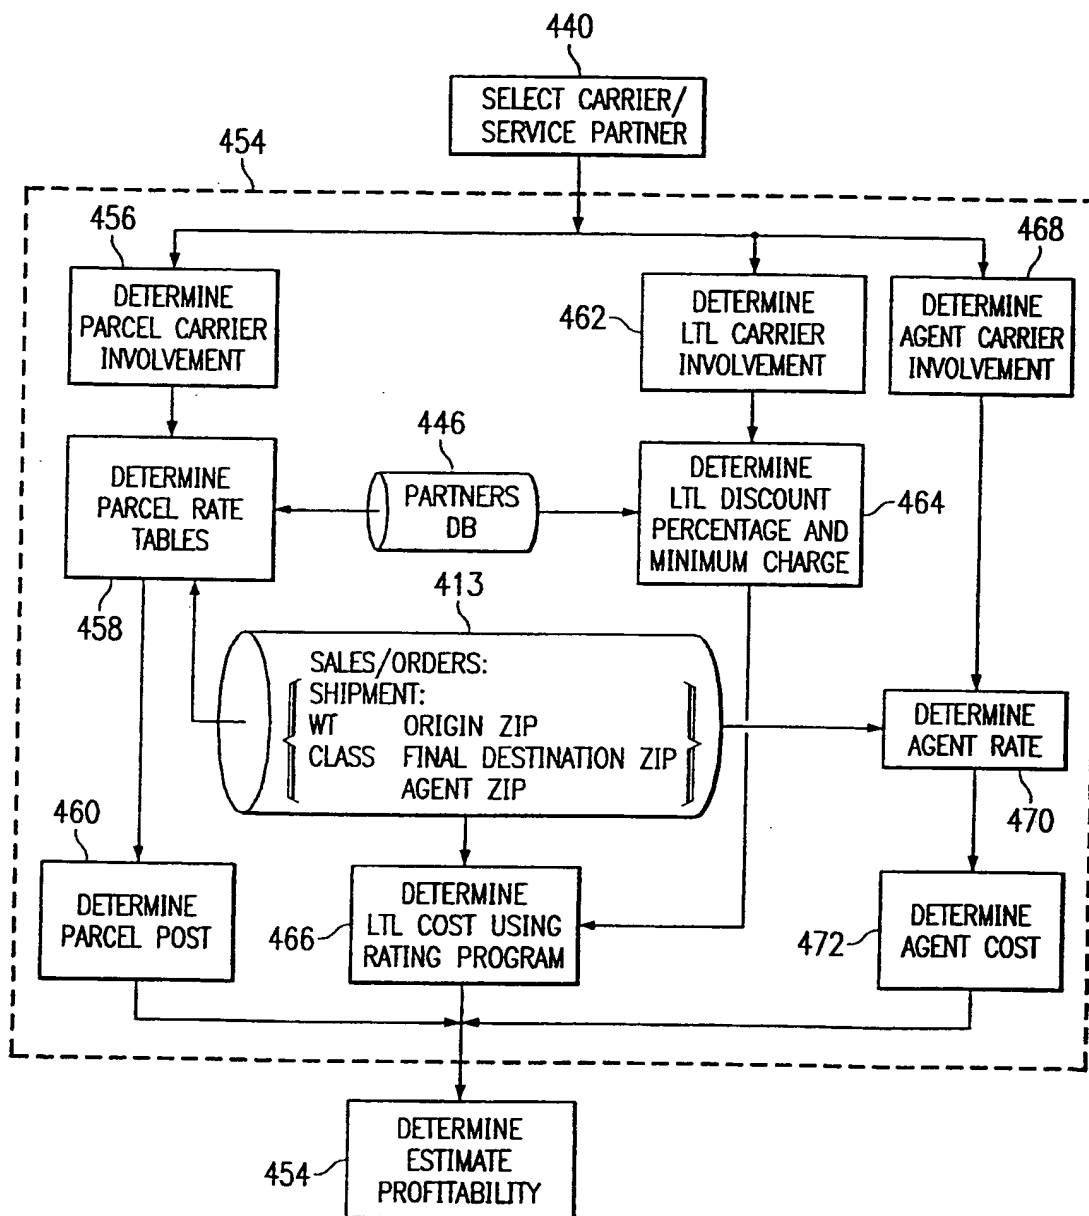 440
SELECT CARRIER/
SERVICE PARTNER
454
456
DETERMINE
PARCEL CARRIER
INVOLVEMENT
462
DETERMINE
LTL CARRIER
INVOLVEMENT
468
DETERMINE
AGENT CARRIER
INVOLVEMENT
DETERMINE
PARCEL RATE
TABLES
458
446
PARTNERS
DB
DETERMINE
LTL DISCOUNT
PERCENTAGE AND
MINIMUM CHARGE
464
413
SALES/ORDERS:
SHIPMENT:
WT ORIGIN ZIP
CLASS FINAL DESTINATION ZIP
AGENT ZIP
DETERMINE
AGENT RATE
470
460
DETERMINE
PARCEL POST
466
DETERMINE
LTL COST USING
RATING PROGRAM
472
DETERMINE
AGENT COST
454
DETERMINE
ESTIMATE
PROFITABILITY